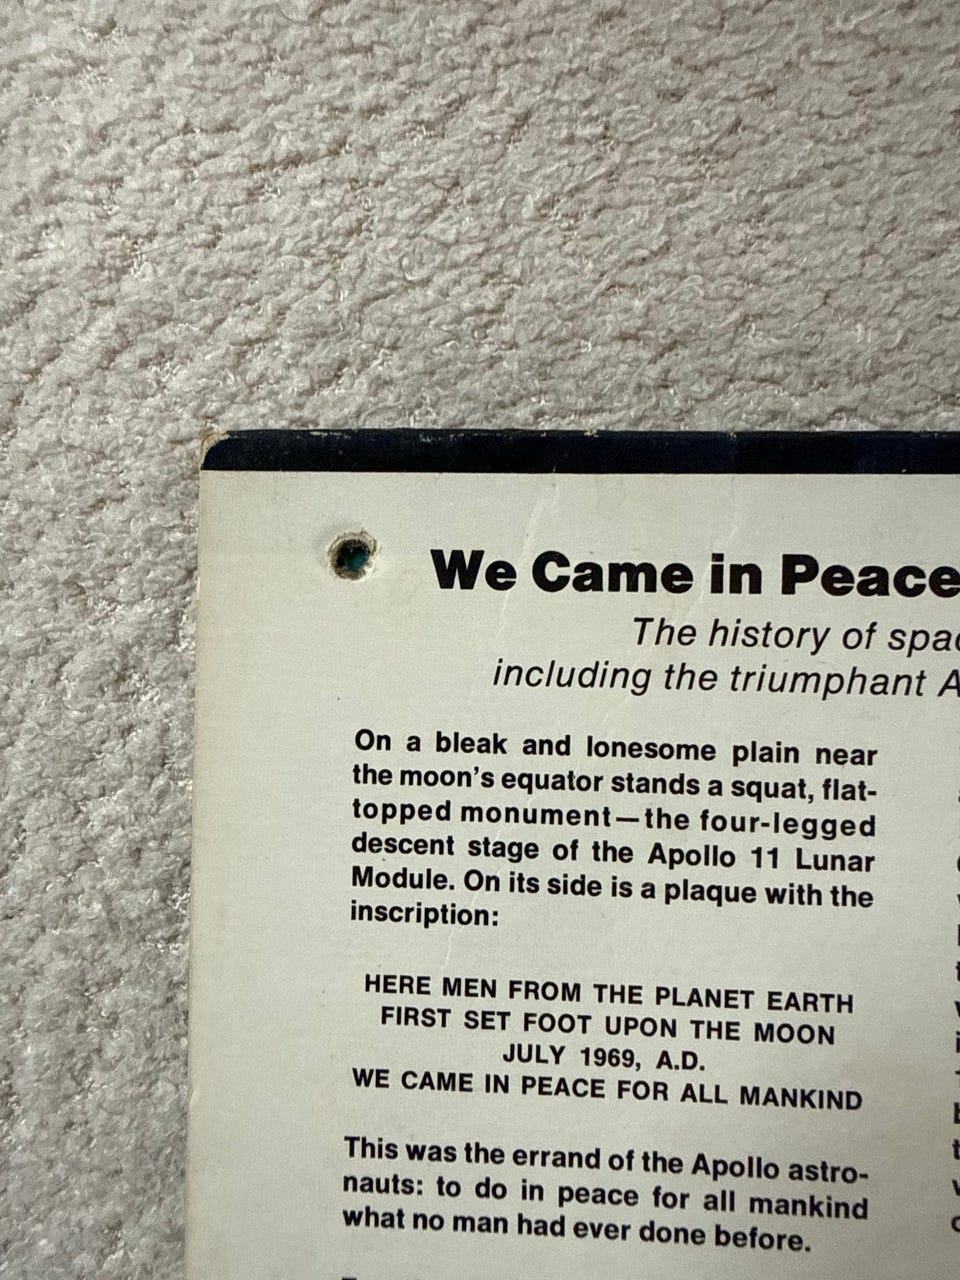 We Came in Peace
The history of
including the triumphant
On a bleak and lonesome plain near
the moon's equator stands a squat, flat-
topped monument—the four-legged
descent stage of the Apollo 11 Lunar
Module. On its side is a plaque with the
inscription:
HERE MEN FROM THE PLANET EARTH
FIRST SET FOOT UPON THE MOON
JULY 1969, A.D.
WE CAME IN PEACE FOR ALL MANKIND
This was the errand of the Apollo astro-
nauts: to do in peace for all mankind
what no man had ever done before.